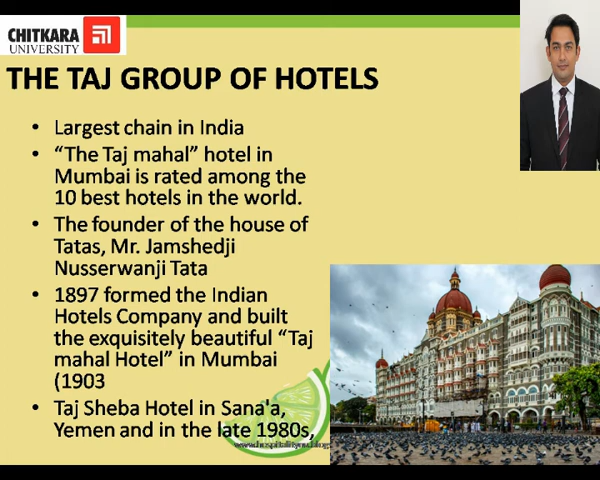 CHITKARA
UNIVERSITY
THE TAJ GROUP OF HOTELS
• Largest chain in India
• “The Taj mahal” hotel in
Mumbai is rated among the
10 best hotels in the world.
• The founder of the house of
Tatas, Mr. Jamshedji
Nusserwanji Tata
• 1897 formed the Indian
Hotels Company and built
the exquisitely beautiful “Taj
mahal Hotel” in Mumbai
(1903
• Taj Sheba Hotel in Sana'a,
Yemen and in the late 1980s,